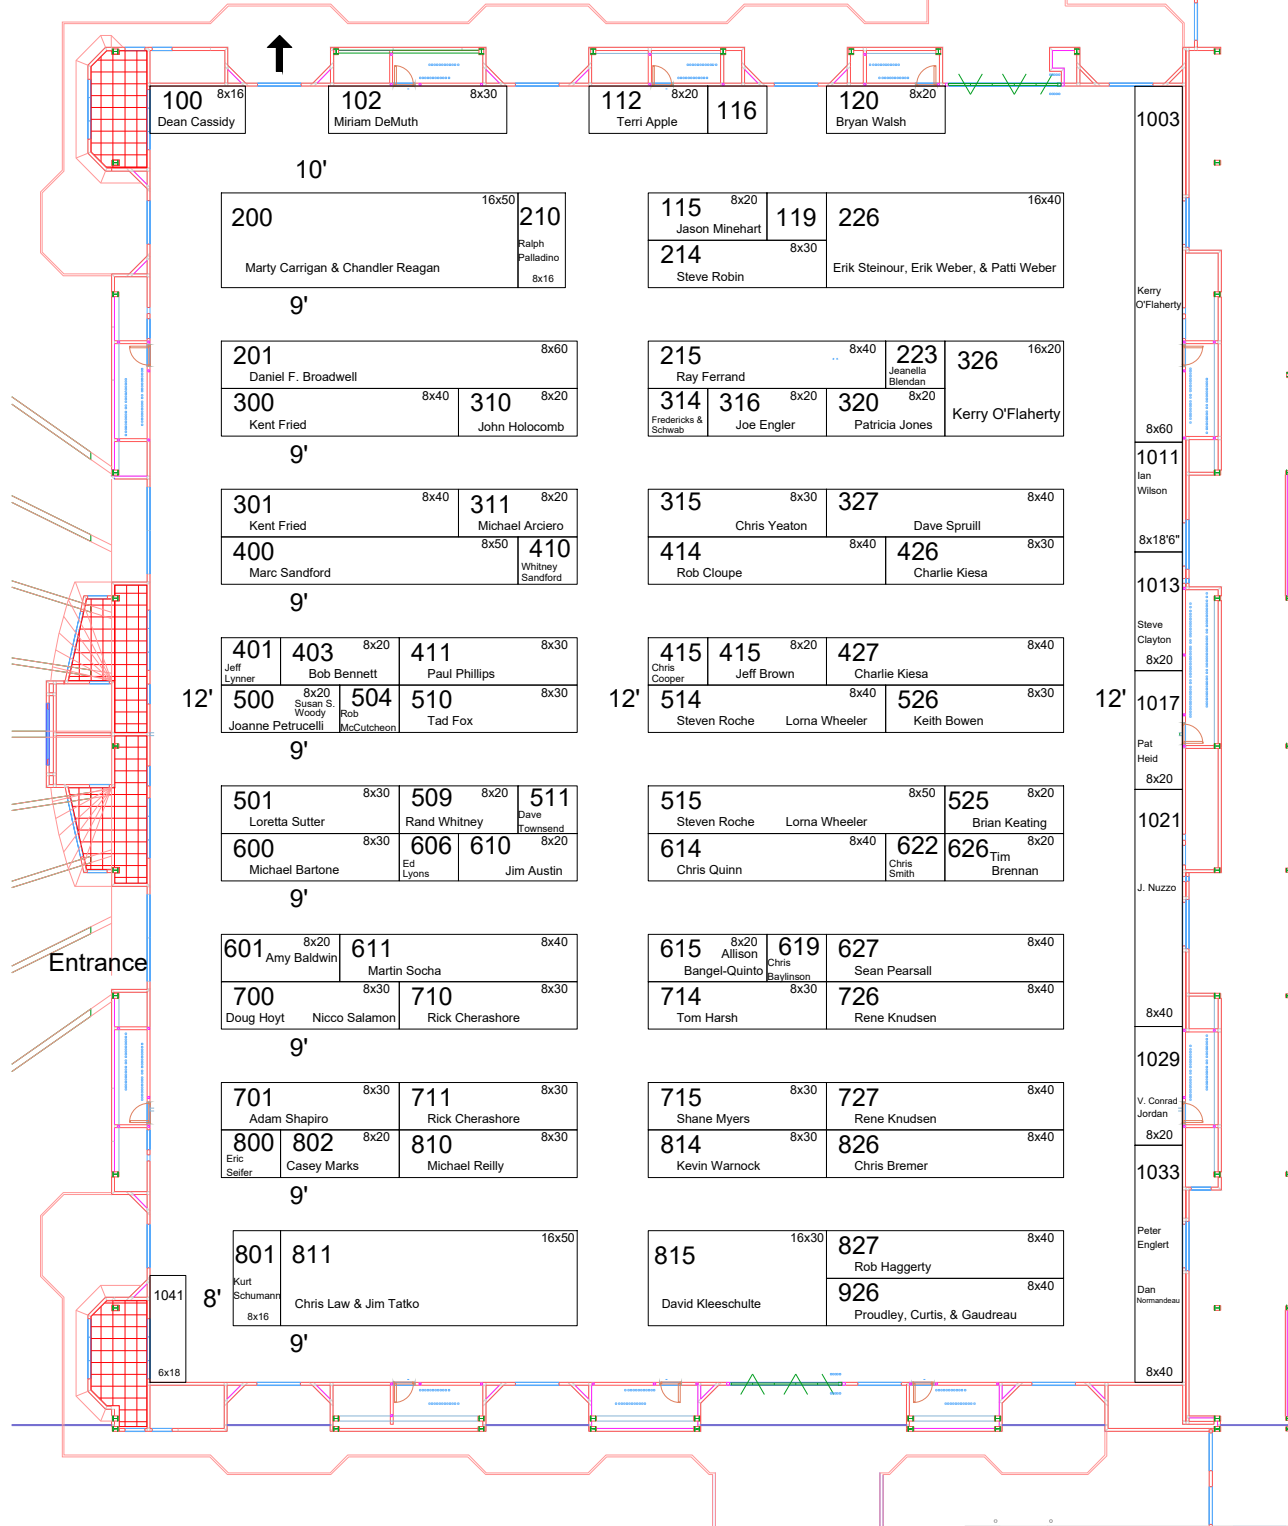 100 8x16
Dean Cassidy
102 8x30
Miriam DeMuth
112 8x20
Terri Apple
116
120 8x20
Bryan Walsh
1003
Kerry
O'Flaherty
8x60
10'
200 16x50
Marty Carrigan & Chandler Reagan
210
Ralph
Palladino
8x16
115 8x20
Jason Minehart
119
214 8x30
Steve Robin
226 16x40
Erik Steinour, Erik Weber, & Patti Weber
9'
201 8x60
Daniel F. Broadwell
300 8x40
Kent Fried
310 8x20
John Holocomb
215 8x40
Ray Ferrand
223
Jeanella
Blendan
326 16x20
Kerry O'Flaherty
314
Fredericks &
Schwab
316 8x20
Joe Engler
320 8x20
Patricia Jones
9'
1011
Ian
Wilson
8x18'6"
301 8x40
Kent Fried
311 8x20
Michael Arciero
400 8x50
Marc Sandford
410
Whitney
Sandford
315 8x30
Chris Yeaton
327 8x40
Dave Spruill
414 8x40
Rob Cloupe
426 8x30
Charlie Kiesa
9'
1013
Steve
Clayton
8x20
401
Jeff
Lynner
403 8x20
Bob Bennett
411 8x30
Paul Phillips
415
Chris
Cooper
415 8x20
Jeff Brown
427 8x40
Charlie Kiesa
12'
12'
12'
500 8x20
Susan S.
Woody
Joanne Petrucelli
504
Rob
McCutcheon
510 8x30
Tad Fox
514 8x40
Steven Roche Lorna Wheeler
526 8x30
Keith Bowen
1017
Pat
Heid
8x20
9'
501 8x30
Loretta Sutter
509 8x20
Rand Whitney
511
Dave
Townsend
600 8x30
Michael Bartone
606
Ed
Lyons
610 8x20
Jim Austin
515 8x50
Steven Roche Lorna Wheeler
525 8x20
Brian Keating
614 8x40
Chris Quinn
622
Chris
Smith
626 8x20
Tim
Brennan
1021
J. Nuzzo
8x40
9'
Entrance
601 8x20
Amy Baldwin
611 8x40
Martin Socha
700 8x30
Doug Hoyt Nicco Salamon
710 8x30
Rick Cherashore
615 8x20
Allison
Bangel-Quinto
619
Chris
Baylinson
627 8x40
Sean Pearsall
714 8x30
Tom Harsh
726 8x40
Rene Knudsen
9'
1029
V. Conrad
Jordan
8x20
701 8x30
Adam Shapiro
711 8x30
Rick Cherashore
800
Eric
Seifer
802 8x20
Casey Marks
810 8x30
Michael Reilly
715 8x30
Shane Myers
727 8x40
Rene Knudsen
814 8x30
Kevin Warnock
826 8x40
Chris Bremer
9'
1033
Peter
Englert
Dan
Normandeau
8x40
1041
6x18
8'
801
Kurt
Schumann
8x16
811 16x50
Chris Law & Jim Tatko
815 16x30
David Kleeschulte
827 8x40
Rob Haggerty
926 8x40
Proudley, Curtis, & Gaudreau
9'